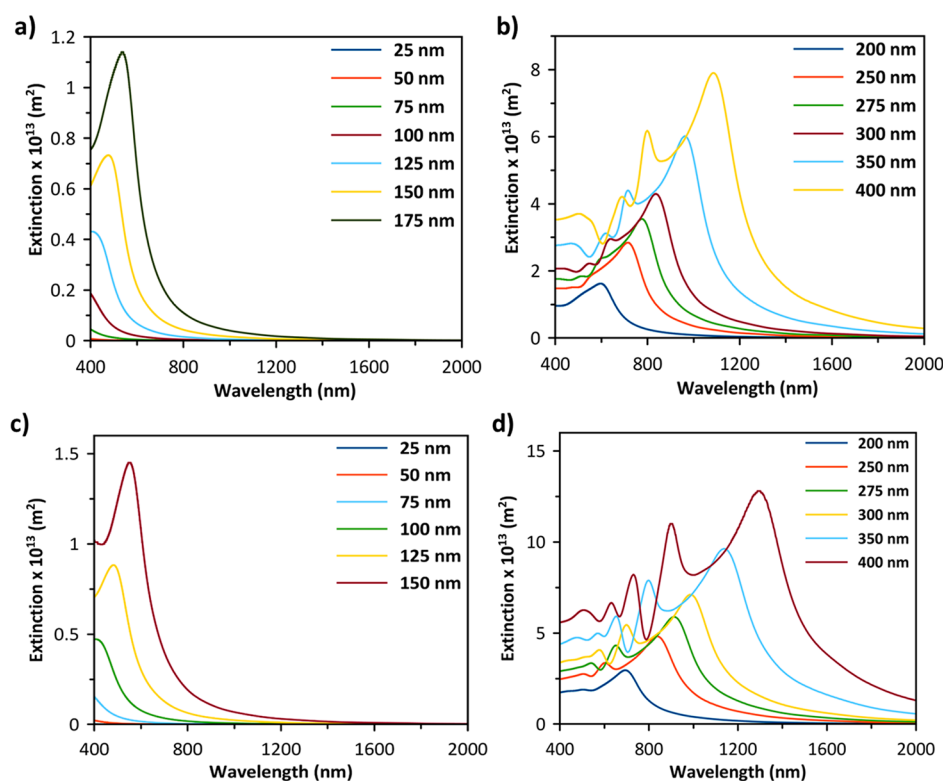 a)
Extinction x 10¹³ (m²)
1.2
1
0.8
0.6
0.4
0.2
0
400
800
1200
1600
2000
Wavelength (nm)
25 nm
50 nm
75 nm
100 nm
125 nm
150 nm
175 nm
b)
Extinction x 10¹³ (m²)
8
6
4
2
0
400
800
1200
1600
2000
Wavelength (nm)
200 nm
250 nm
275 nm
300 nm
350 nm
400 nm
c)
Extinction x 10¹³ (m²)
1.5
1
0.5
0
400
800
1200
1600
2000
Wavelength (nm)
25 nm
50 nm
75 nm
100 nm
125 nm
150 nm
d)
Extinction x 10¹³ (m²)
15
10
5
0
400
800
1200
1600
2000
Wavelength (nm)
200 nm
250 nm
275 nm
300 nm
350 nm
400 nm